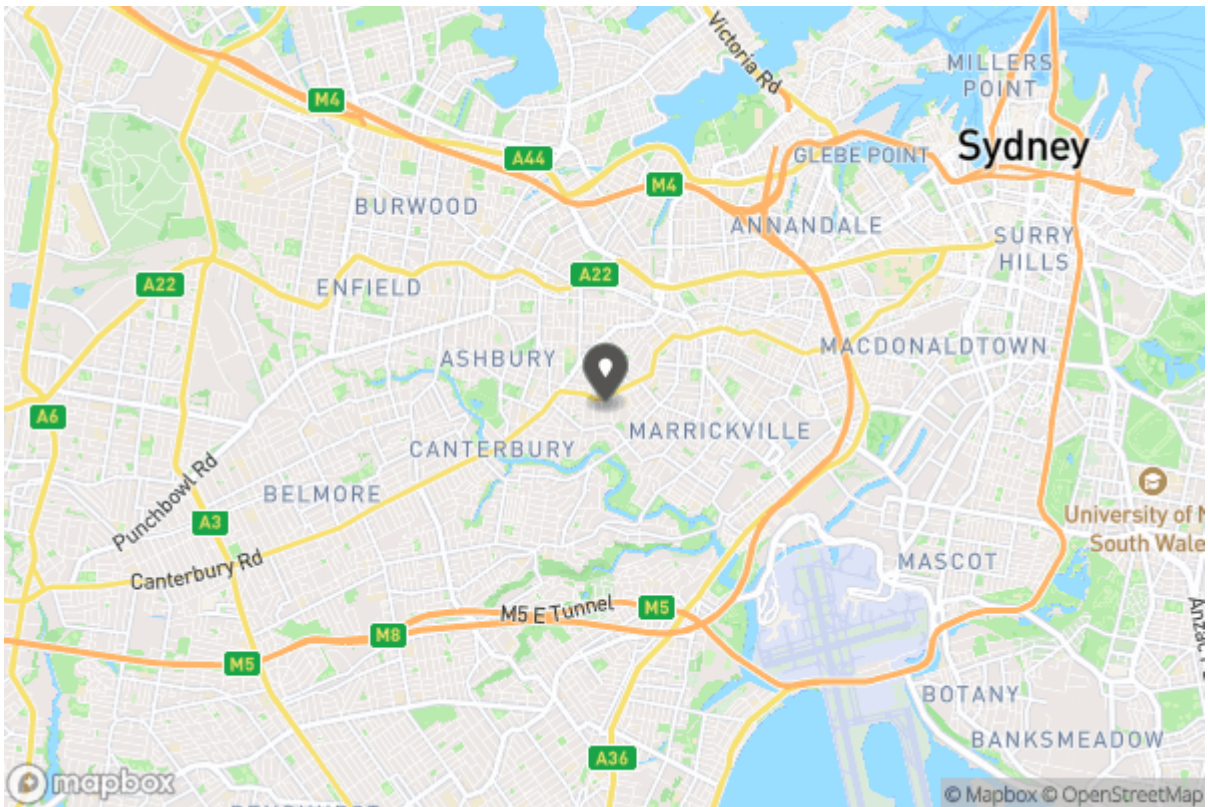 Victoria Rd
MILLERS
POINT
M4
Sydney
A44
GLEBE POINT
M4
BURWOOD
ANNANDALE
SURRY
HILLS
A22
A22
ENFIELD
MACDONALDTOWN
ASHBURY
A6
MARRICKVILLE
CANTERBURY
Punchbowl Rd
BELMORE
A3
University of N
South Wale
Canterbury Rd
MASCOT
M5 E Tunnel
M5
M8
M5
Anzac
BOTANY
BANKSMEADOW
A36
mapbox
© Mapbox © OpenStreetMap